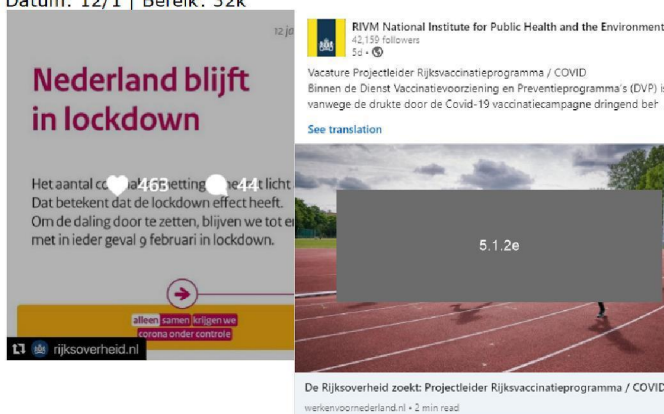 Datum: 12/1 | Bereik: 32k
12 ja
Nederland blijft
in lockdown
Het aantal licht
Dat betekent dat de lockdown effect heeft.
Om de daling door te zetten, blijven we tot e
met in ieder geval 9 februari in lockdown.
463 44
alleen samen krijgen we
corona onder controle
rijksoverheid.nl
RIVM National Institute for Public Health and the Environment
42,159 followers
5d •
Vacature Projectleider Rijksvaccinatieprogramma / COVID
Binnen de Dienst Vaccinatievoorziening en Preventieprogramma's (DVP) is
vanwege de drukte door de Covid-19 vaccinatiecampagne dringend beh
See translation
5.1.2e
De Rijksoverheid zoekt: Projectleider Rijksvaccinatieprogramma / COVID
werkenvoornederland.nl • 2 min read